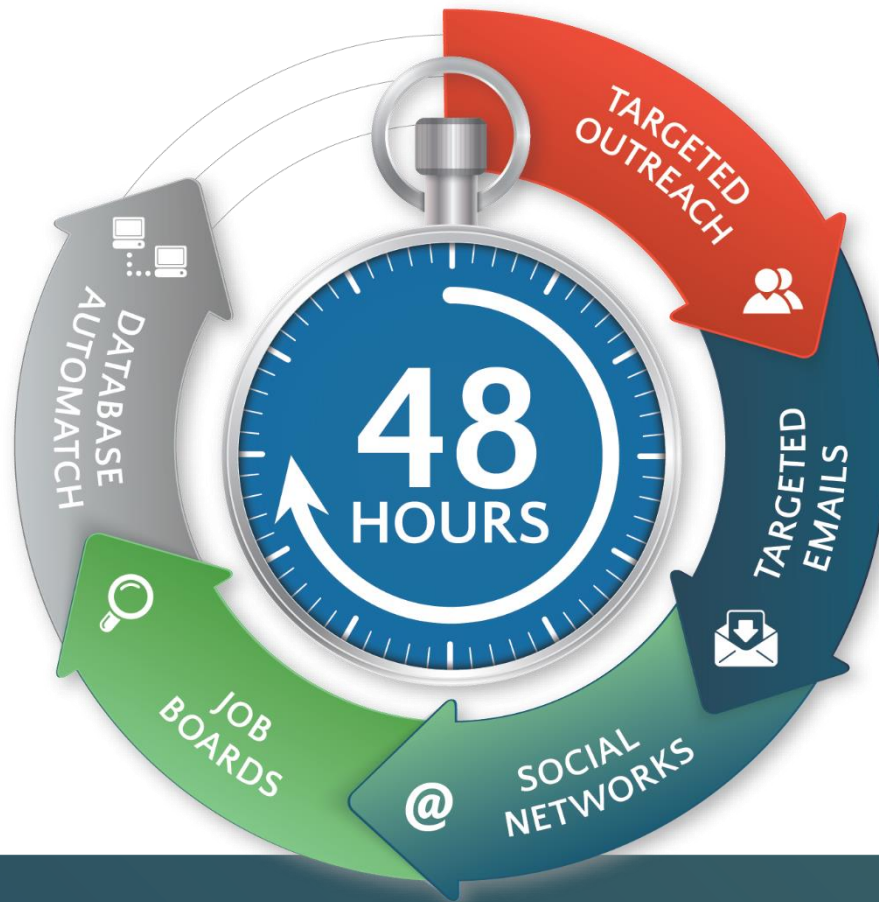 TARGETED
OUTREACH
TARGETED
EMAILS
SOCIAL
NETWORKS
@
JOB
BOARDS
DATABASE
AUTOMATCH
48
HOURS